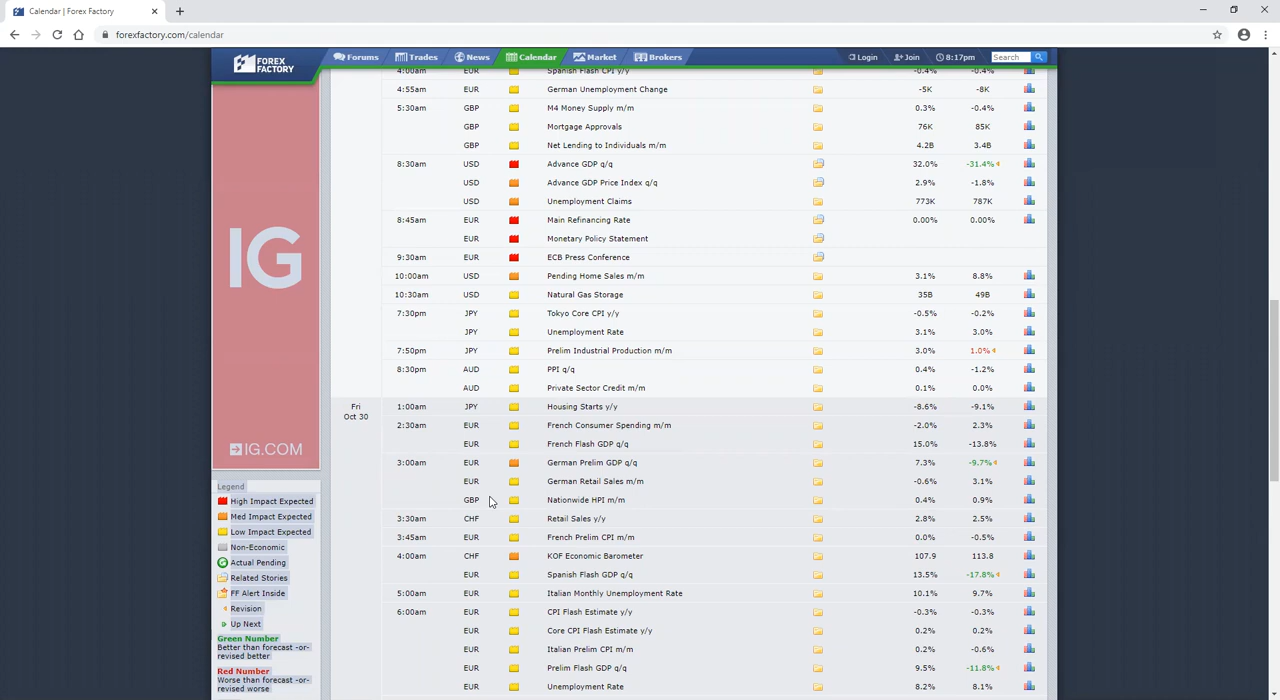 Calendar | Forex Factory
forexfactory.com/calendar
FOREX FACTORY Forums Trades News Calendar Market Brokers Login Join 8:17pm Search
4:00am EUR Spanish Flash CPI y/y -0.4% -0.4%
4:55am EUR German Unemployment Change -5K -8K
5:30am GBP M4 Money Supply m/m 0.3% -0.4%
GBP Mortgage Approvals 76K 85K
GBP Net Lending to Individuals m/m 4.2B 3.4B
8:30am USD Advance GDP q/q 32.0% -31.4%
USD Advance GDP Price Index q/q 2.9% -1.8%
USD Unemployment Claims 773K 787K
8:45am EUR Main Refinancing Rate 0.00% 0.00%
EUR Monetary Policy Statement
9:30am EUR ECB Press Conference
10:00am USD Pending Home Sales m/m 3.1% 8.8%
10:30am USD Natural Gas Storage 35B 49B
7:30pm JPY Tokyo Core CPI y/y -0.5% -0.2%
JPY Unemployment Rate 3.1% 3.0%
7:50pm JPY Prelim Industrial Production m/m 3.0% 1.0%
8:30pm AUD PPI q/q 0.4% -1.2%
AUD Private Sector Credit m/m 0.1% 0.0%
Fri Oct 30 1:00am JPY Housing Starts y/y -8.6% -9.1%
2:30am EUR French Consumer Spending m/m -2.0% 2.3%
EUR French Flash GDP q/q 15.0% -13.8%
3:00am EUR German Prelim GDP q/q 7.3% -9.7%
EUR German Retail Sales m/m -0.6% 3.1%
GBP Nationwide HPI m/m 0.4% 0.9%
3:30am CHF Retail Sales y/y 2.8% 2.5%
3:45am EUR French Prelim CPI m/m 0.0% -0.5%
4:00am CHF KOF Economic Barometer 107.9 113.8
EUR Spanish Flash GDP q/q 13.5% -17.8%
5:00am EUR Italian Monthly Unemployment Rate 10.1% 9.7%
6:00am EUR CPI Flash Estimate y/y -0.3% -0.3%
EUR Core CPI Flash Estimate y/y 0.2% 0.2%
EUR Italian Prelim CPI m/m 0.2% -0.6%
EUR Prelim Flash GDP q/q 9.5% -11.8%
EUR Unemployment Rate 8.2% 8.1%
IG
IG.COM
Legend
High Impact Expected
Med Impact Expected
Low Impact Expected
Non-Economic
Actual Pending
Related Stories
FF Alert Inside
Revision
Up Next
Green Number
Better than forecast -or-
revised better
Red Number
Worse than forecast -or-
revised worse